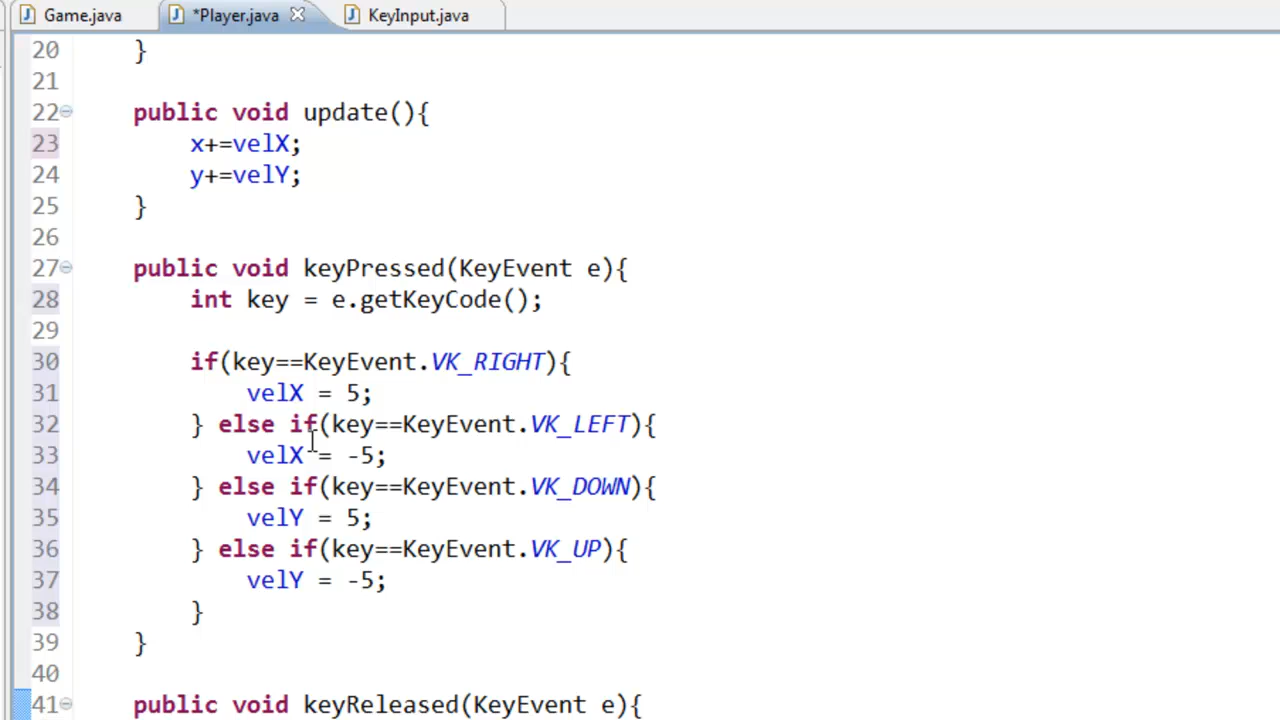 Game.java *Player.java KeyInput.java
20 }
21
22 public void update(){
23 x+=velX;
24 y+=velY;
25 }
26
27 public void keyPressed(KeyEvent e){
28 int key = e.getKeyCode();
29
30 if(key==KeyEvent.VK_RIGHT){
31 velX = 5;
32 } else if(key==KeyEvent.VK_LEFT){
33 velX = -5;
34 } else if(key==KeyEvent.VK_DOWN){
35 velY = 5;
36 } else if(key==KeyEvent.VK_UP){
37 velY = -5;
38 }
39 }
40
41 public void keyReleased(KeyEvent e){